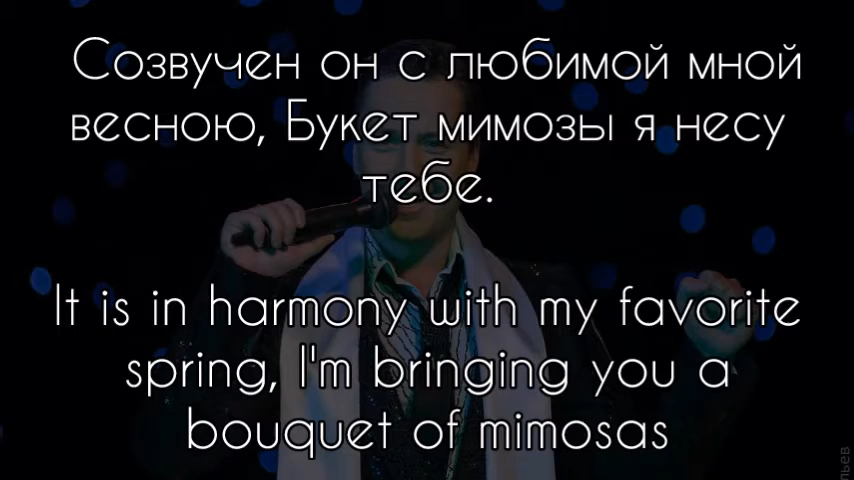 Созвучен он с любимой мной
весною, Букет мимозы я несу
тебе.
It is in harmony with my favorite
spring, I'm bringing you a
bouquet of mimosas